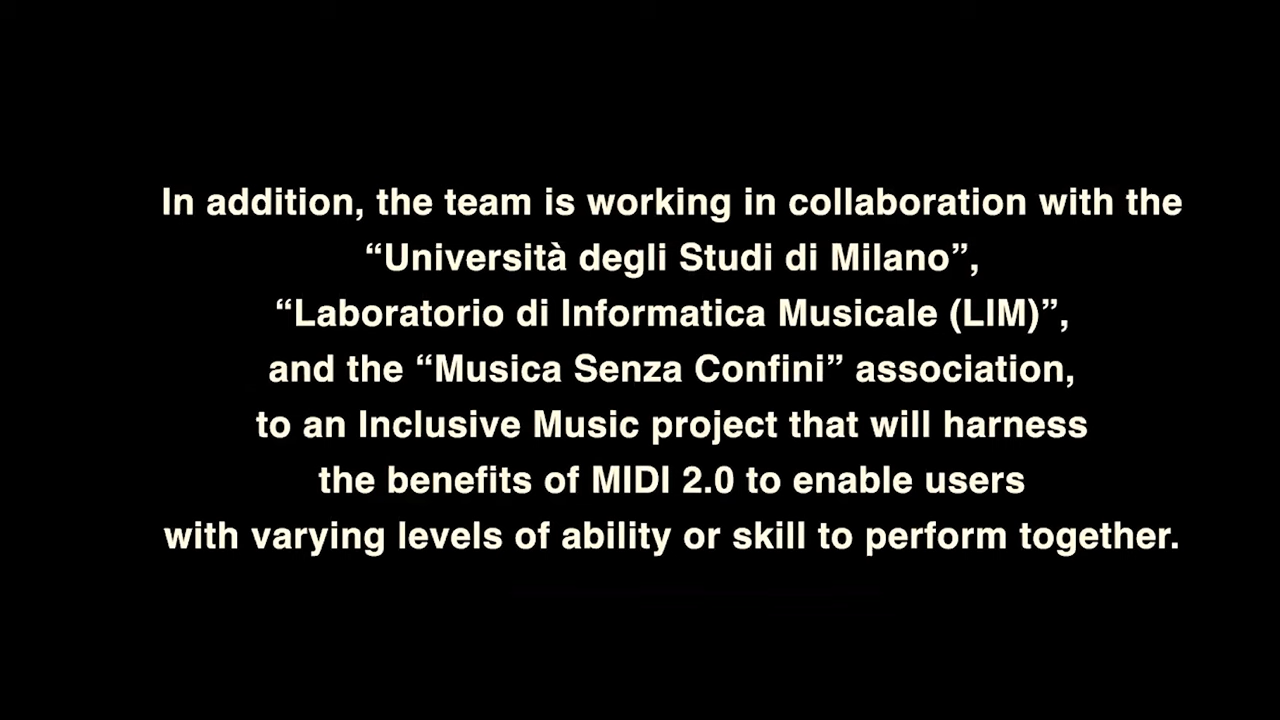 In addition, the team is working in collaboration with the
“Università degli Studi di Milano”,
“Laboratorio di Informatica Musicale (LIM)”,
and the “Musica Senza Confini” association,
to an Inclusive Music project that will harness
the benefits of MIDI 2.0 to enable users
with varying levels of ability or skill to perform together.